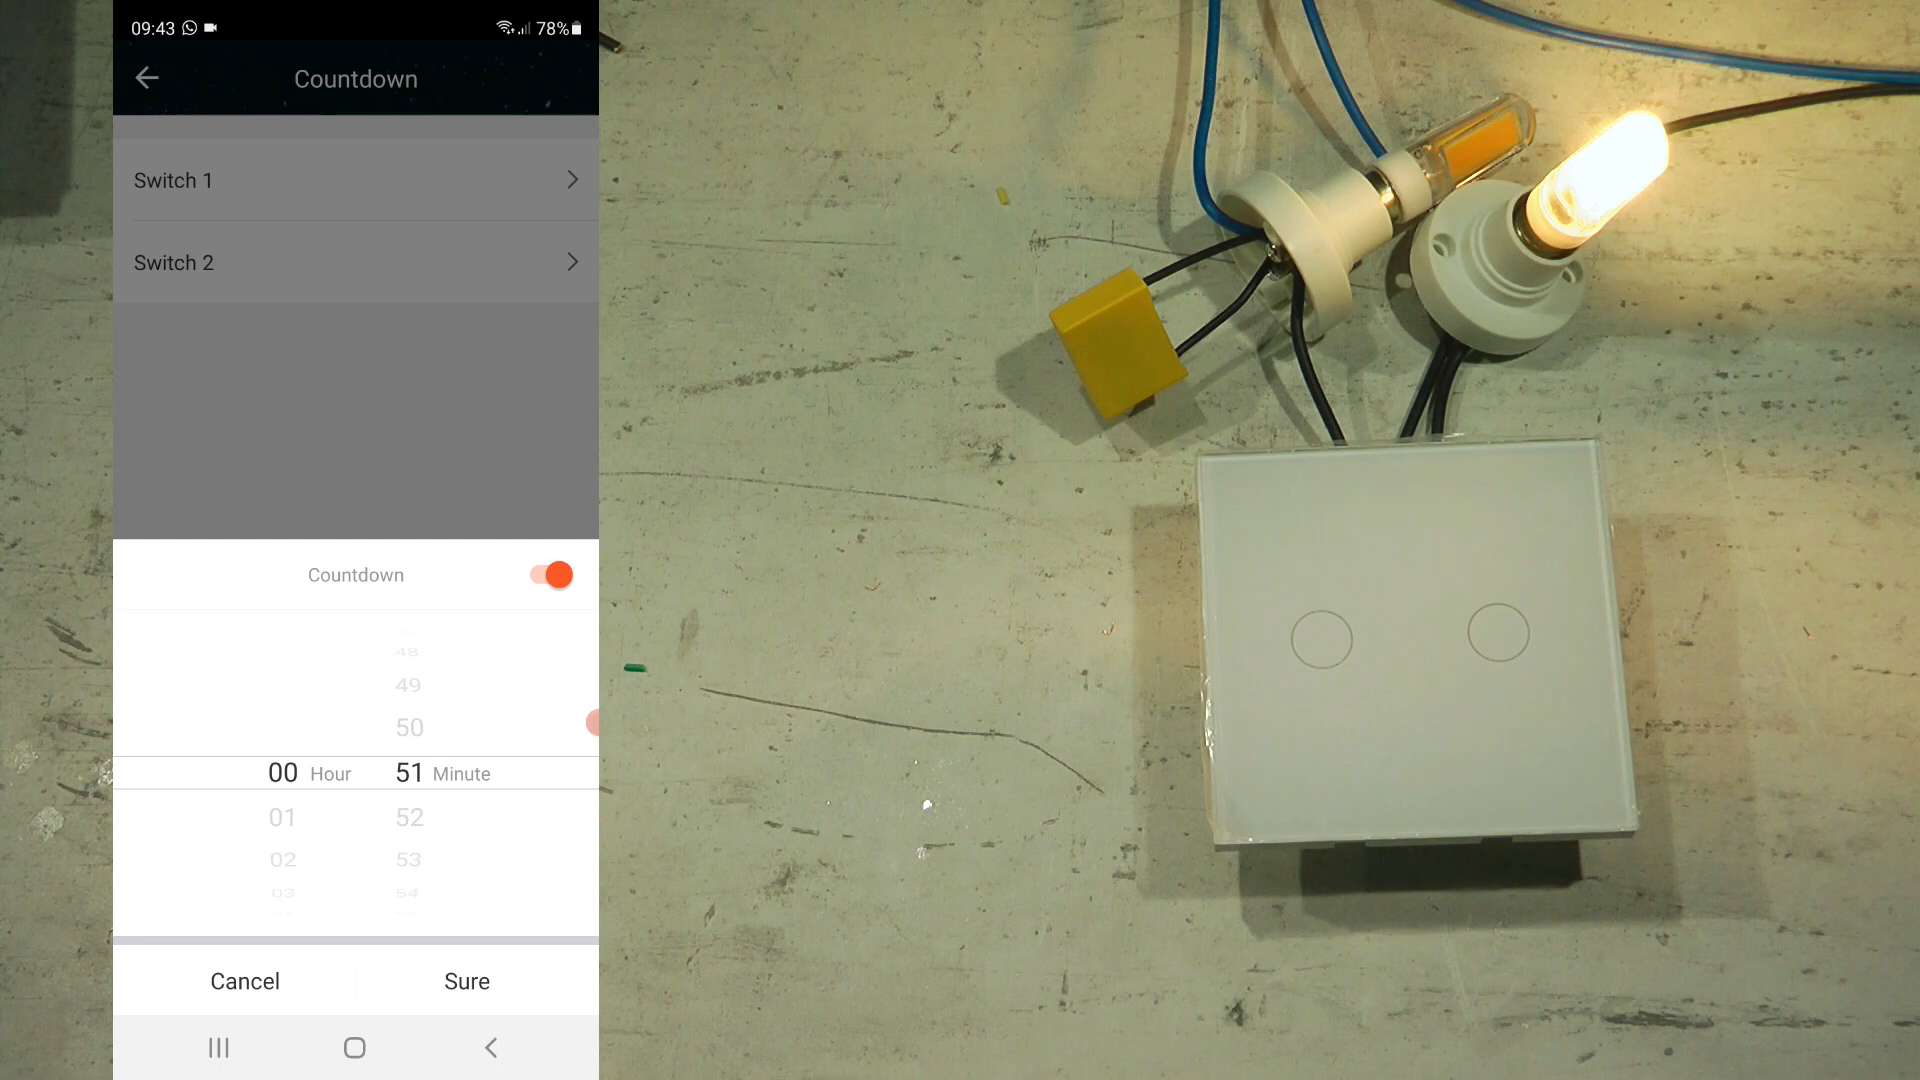 09:43 78%
Countdown
Switch 1
Switch 2
Countdown
48
49
50
00 Hour 51 Minute
01 52
02 53
03 54
Cancel Sure